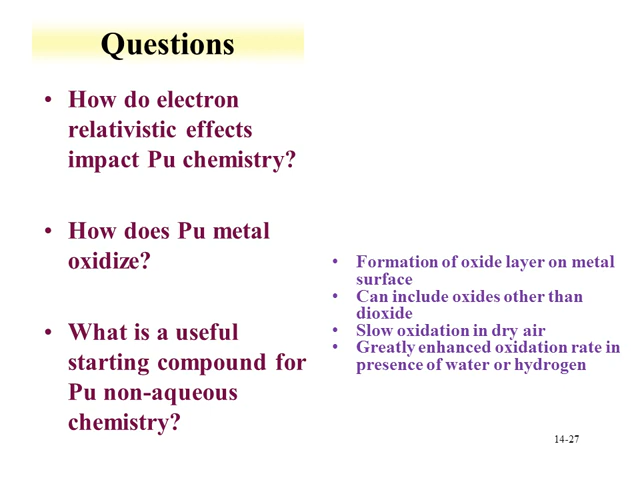 Questions
• How do electron
relativistic effects
impact Pu chemistry?
• How does Pu metal
oxidize?
• What is a useful
starting compound for
Pu non-aqueous
chemistry?
• Formation of oxide layer on metal
surface
• Can include oxides other than
dioxide
• Slow oxidation in dry air
• Greatly enhanced oxidation rate in
presence of water or hydrogen
14-27